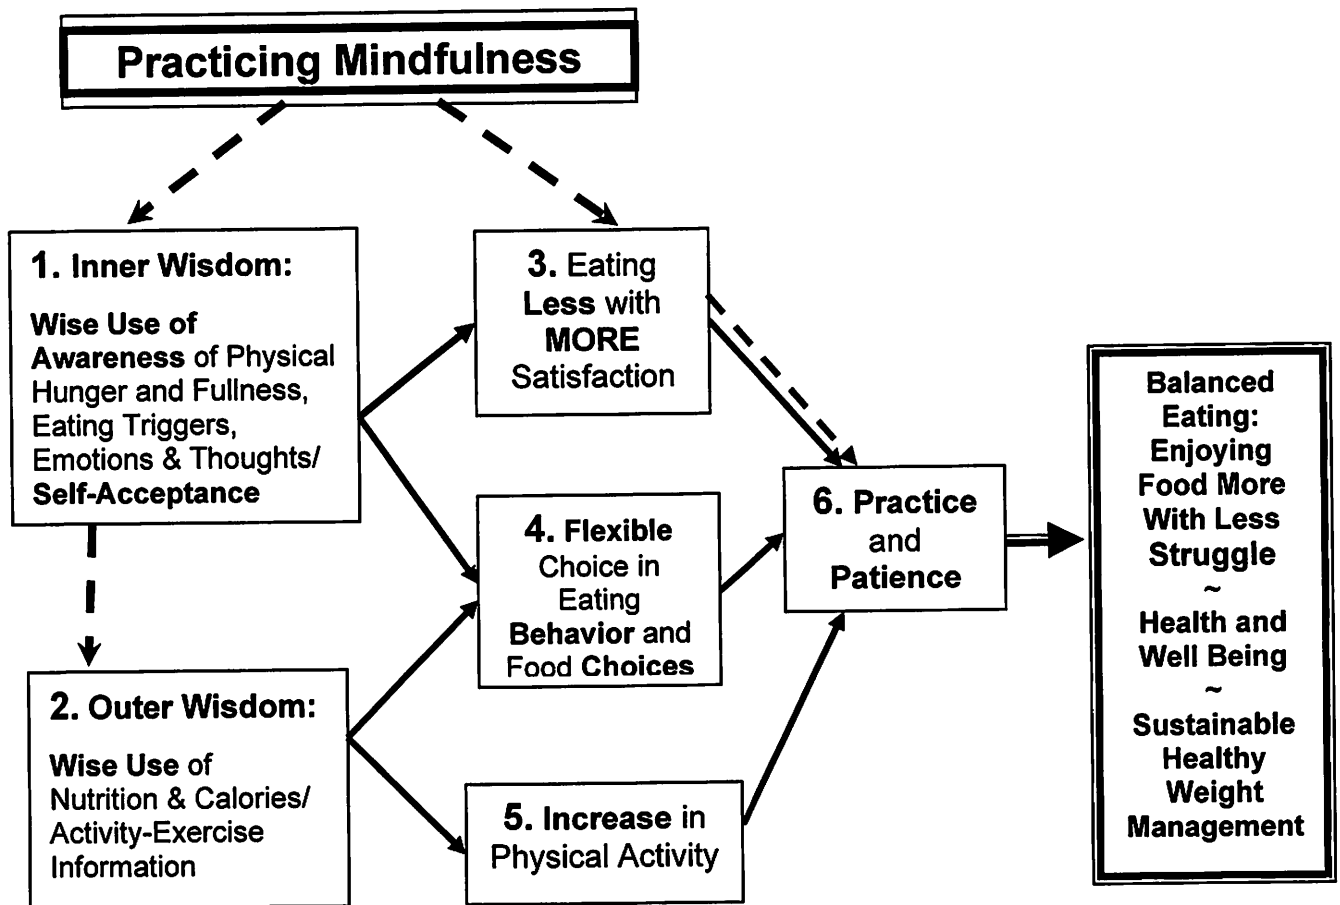 Practicing Mindfulness
1. Inner Wisdom:
Wise Use of
Awareness of Physical
Hunger and Fullness,
Eating Triggers,
Emotions & Thoughts/
Self-Acceptance
2. Outer Wisdom:
Wise Use of
Nutrition & Calories/
Activity-Exercise
Information
3. Eating
Less with
MORE
Satisfaction
4. Flexible
Choice in
Eating
Behavior and
Food Choices
5. Increase in
Physical Activity
6. Practice
and
Patience
Balanced
Eating:
Enjoying
Food More
With Less
Struggle
~
Health and
Well Being
~
Sustainable
Healthy
Weight
Management